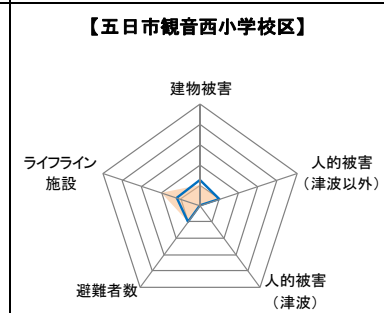 【五日市観音西小学校区】
建物被害
ライフライン
施設
人的被害
（津波以外）
避難者数
人的被害
（津波）